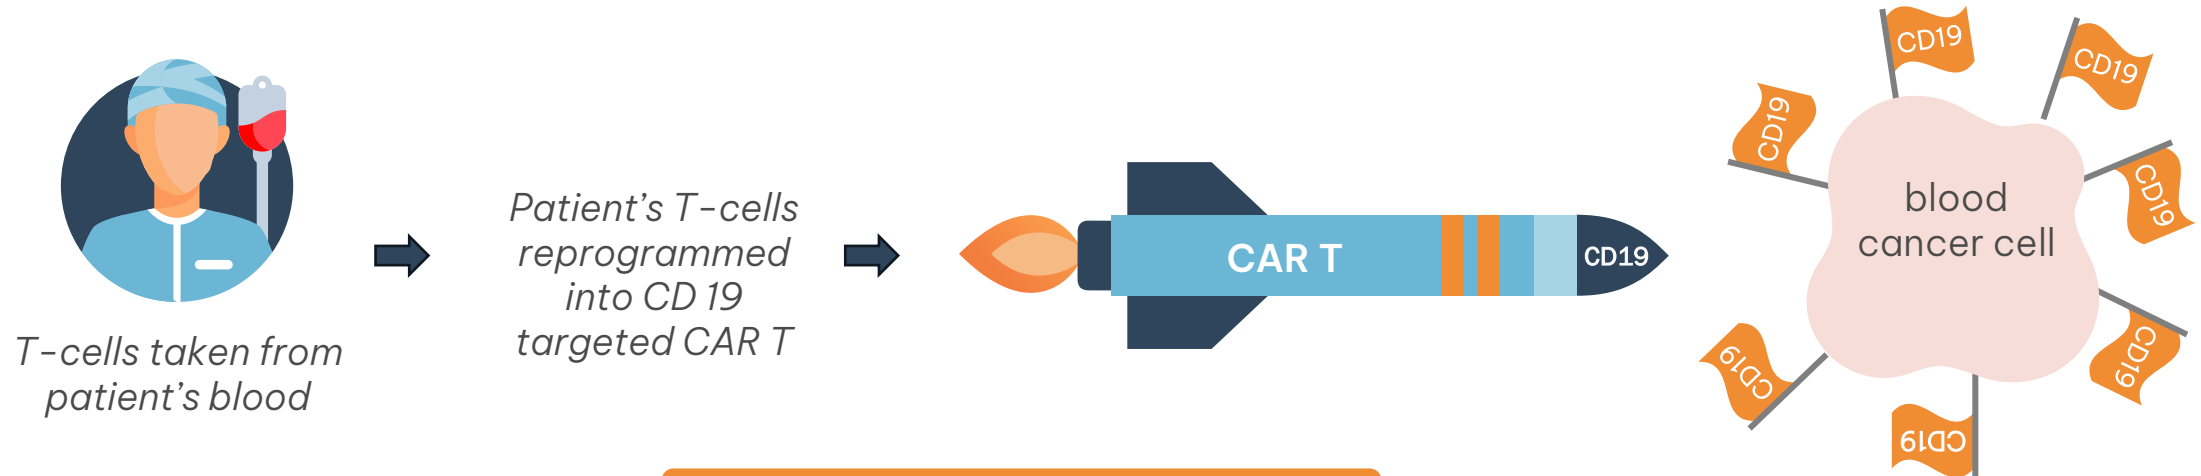 T-cells taken from
patient's blood
Patient's T-cells
reprogrammed
into CD 19
targeted CAR T
CAR T
CD19
blood
cancer cell
CD19
CD19
CD19
CD19
CD19
CD19
CD19